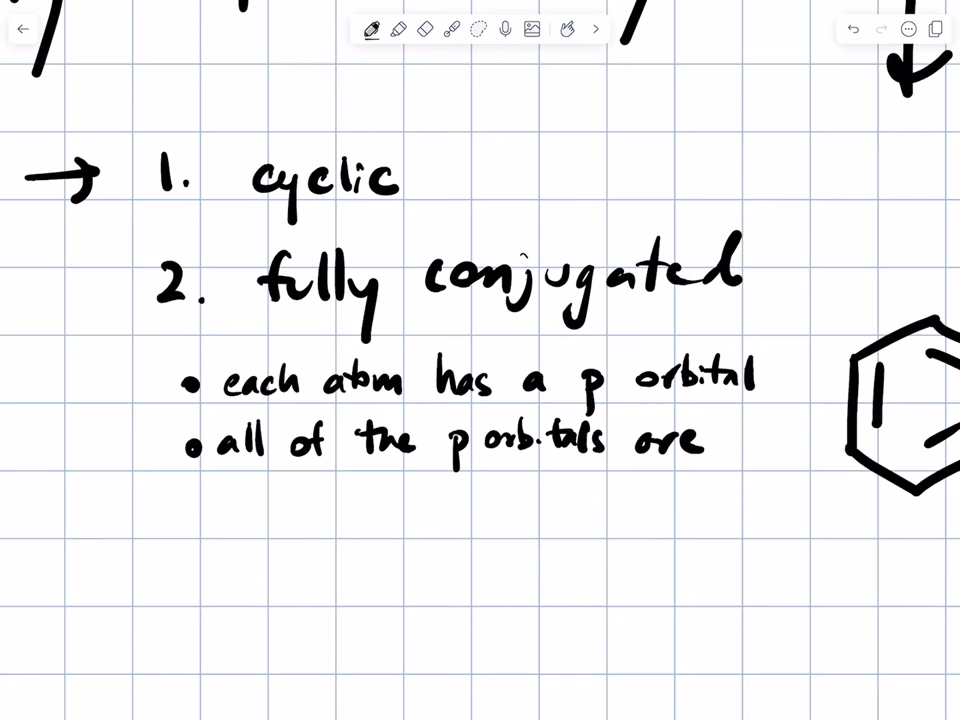 → 1. cyclic
2. fully conjugated
• each atom has a p orbital
• all of the p orbitals are